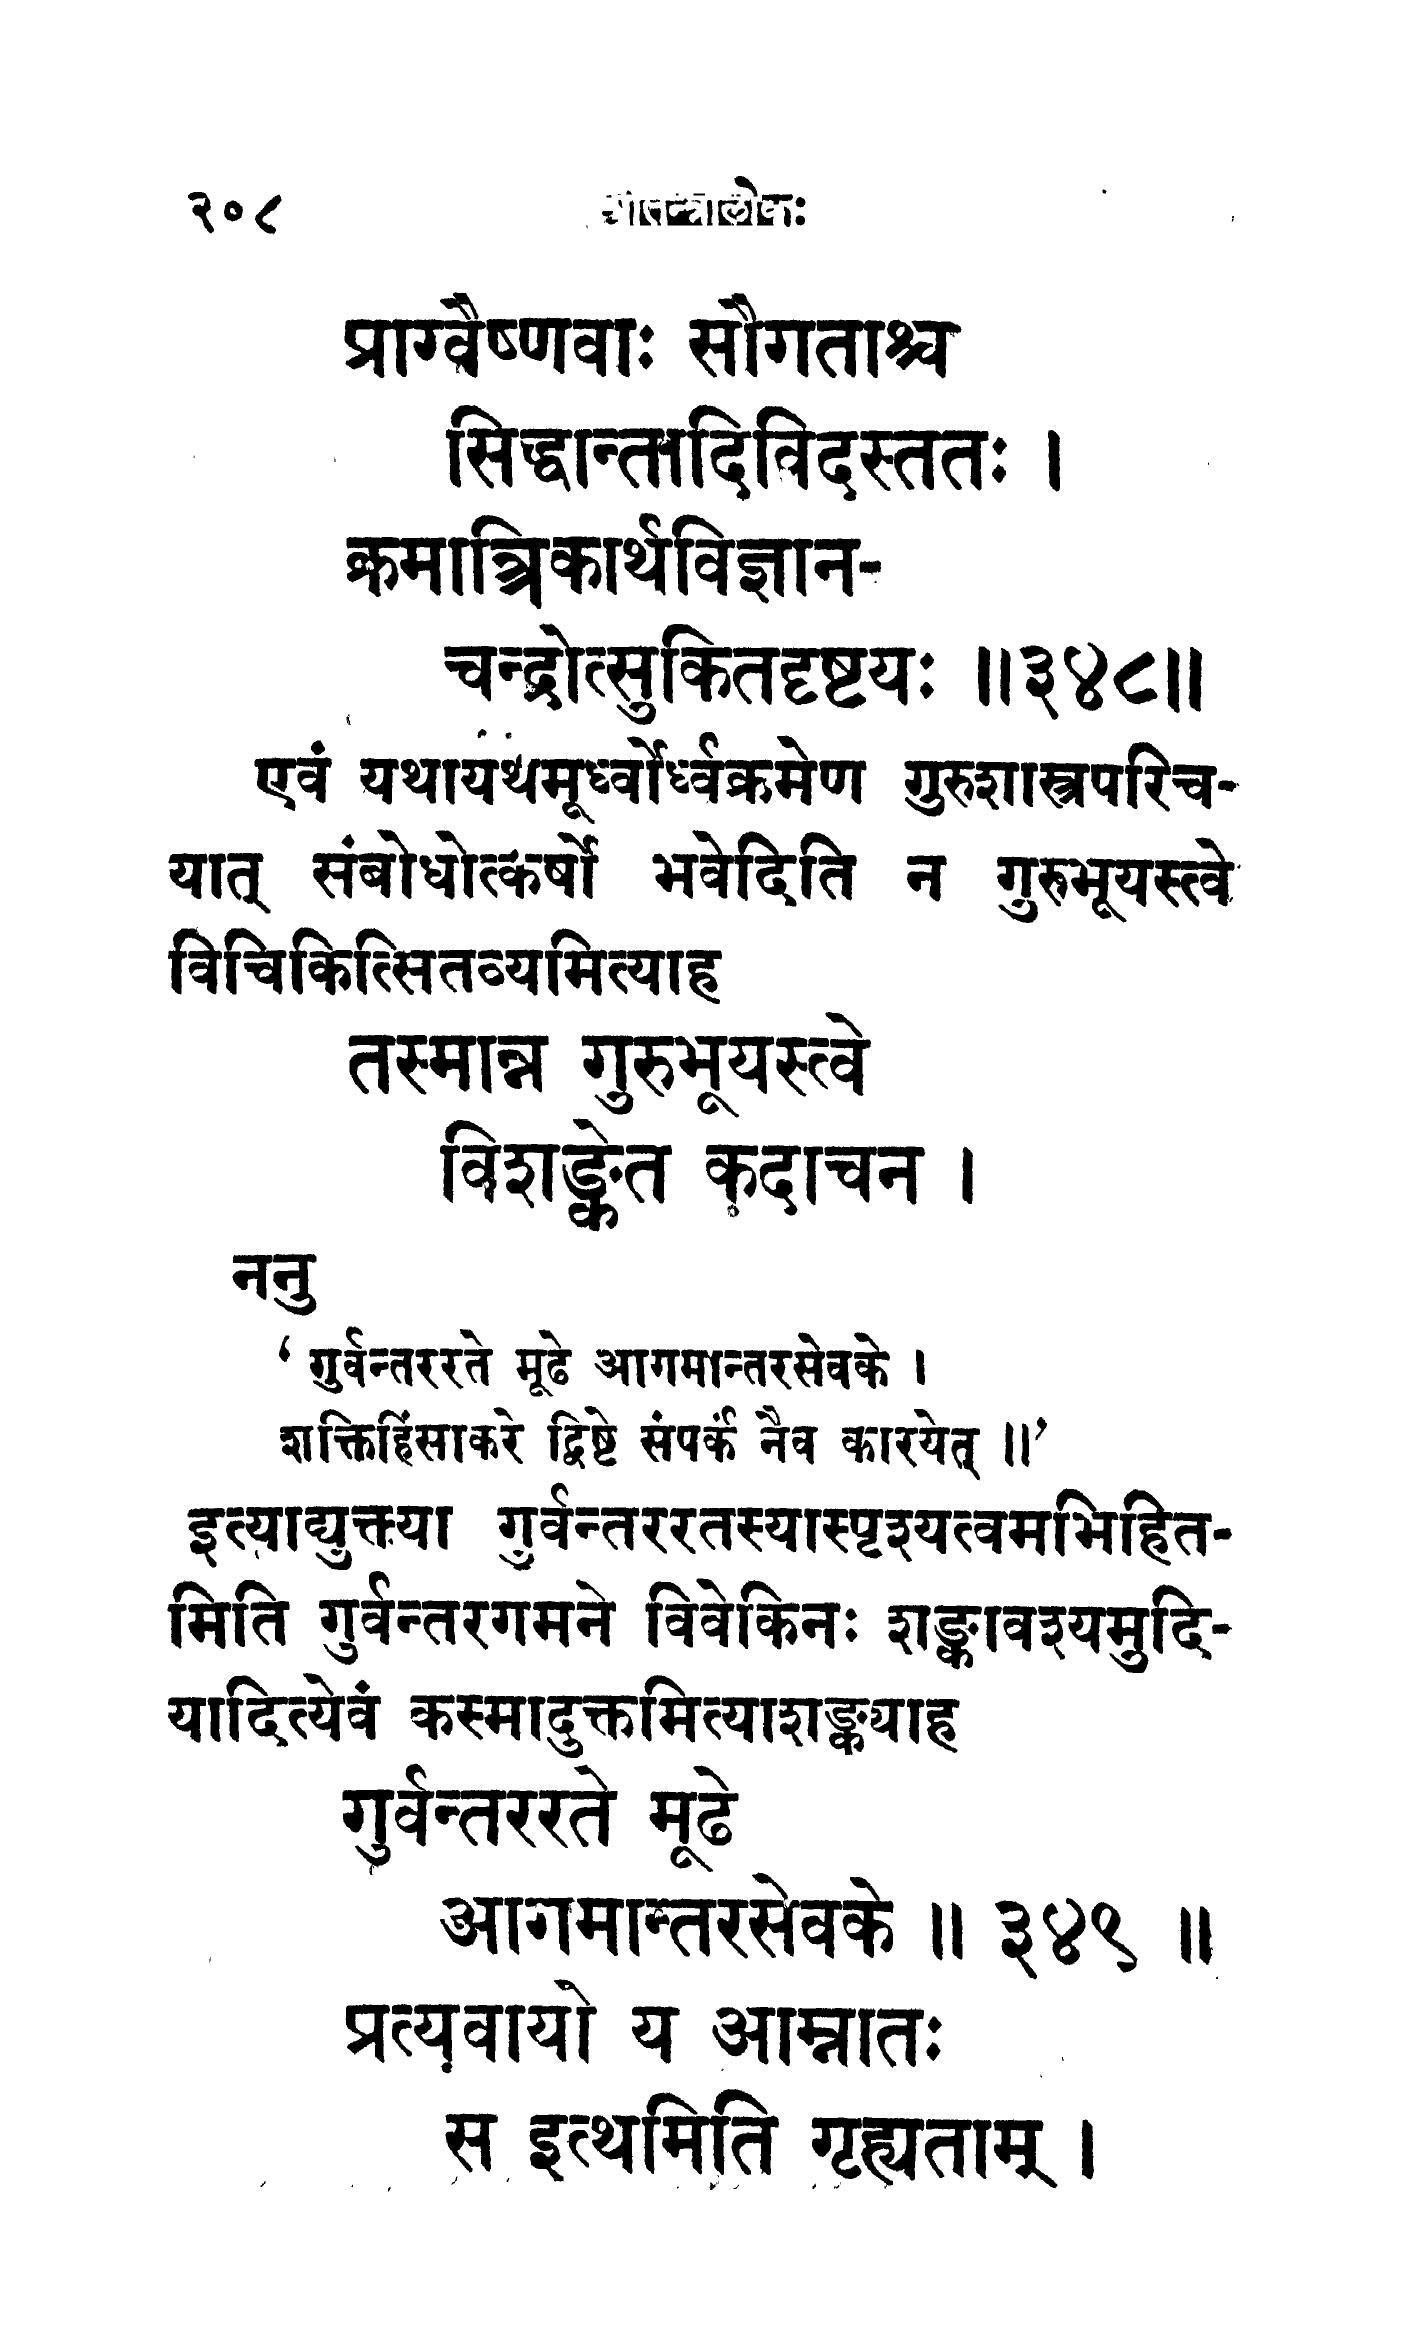 २०८ श्रीतन्त्रालोकः
प्राग्वैष्णवाः सौगताश्च
सिद्धान्तादिविदस्ततः ।
क्रमात्त्रिकार्थविज्ञान-
चन्द्रोत्सुकितदृष्टयः ॥३४८॥
एवं यथायथमूर्ध्वोर्ध्वक्रमेण गुरुशास्त्रपरिच-
यात् संबोधोत्कर्षो भवेदिति न गुरुभूयस्त्वे
विचिकित्सितव्यमित्याह
तस्मान्न गुरुभूयस्त्वे
विशङ्केत कदाचन ।
ननु
‘ गुर्वन्तररते मूढे आगमान्तरसेवके ।
शक्तिहिंसाकरे द्विष्टे संपर्कं नैव कारयेत् ॥’
इत्याद्युक्त्या गुर्वन्तररतस्यास्पृश्यत्वमभिहित-
मिति गुर्वन्तरगमने विवेकिनः शङ्कावश्यमुदि-
यादित्येवं कस्मादुक्तमित्याशङ्क्याह
गुर्वन्तररते मूढे
आगमान्तरसेवके ॥ ३४९ ॥
प्रत्यवायो य आम्नातः
स इत्थमिति गृह्यताम् ।